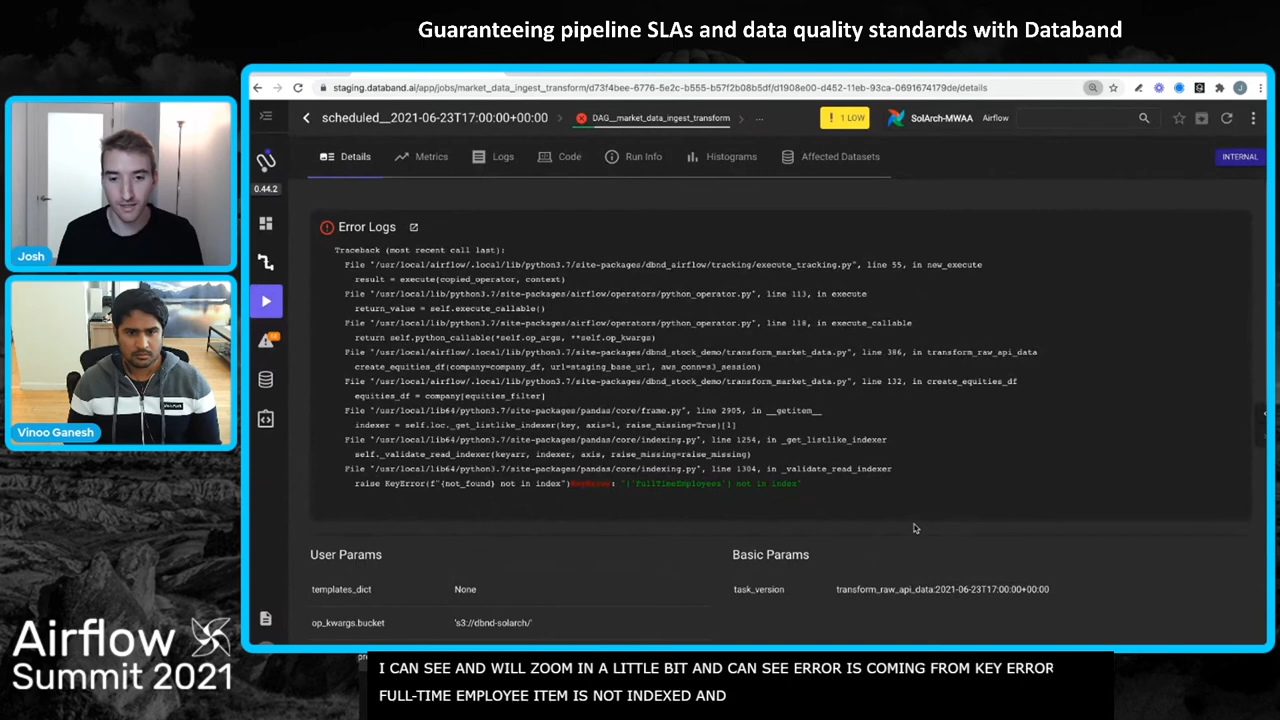 Guaranteeing pipeline SLAs and data quality standards with Databand
staging.databand.ai/app/jobs/market_data_ingest_transform/d73f4bee-6776-5e2c-b555-b57f2b08b5df/d1908e00-d452-11eb-93ca-0691674179de/details
scheduled__2021-06-23T17:00:00+00:00
DAG__market_data_ingest_transform
...
! 1 LOW
SolArch-MWAA
Airflow
Details
Metrics
Logs
Code
Run Info
Histograms
Affected Datasets
INTERNAL
0.44.2
Error Logs
Traceback (most recent call last):
File "/usr/local/airflow/.local/lib/python3.7/site-packages/dbnd_airflow/tracking/execute_tracking.py", line 55, in new_execute
result = execute(copied_operator, context)
File "/usr/local/lib/python3.7/site-packages/airflow/operators/python_operator.py", line 113, in execute
return_value = self.execute_callable()
File "/usr/local/lib/python3.7/site-packages/airflow/operators/python_operator.py", line 118, in execute_callable
return self.python_callable(*self.op_args, **self.op_kwargs)
File "/usr/local/lib/python3.7/site-packages/dbnd_stock_demo/transform_market_data.py", line 386, in transform_raw_api_data
create_equities_df(company=company_df, url=staging_base_url, aws_conn=s3_session)
File "/usr/local/lib/python3.7/site-packages/dbnd_stock_demo/transform_market_data.py", line 132, in create_equities_df
equities_df = company[equities_filter]
File "/usr/local/lib64/python3.7/site-packages/pandas/core/frame.py", line 2905, in __getitem__
indexer = self.loc._get_listlike_indexer(key, axis=1, raise_missing=True)[1]
File "/usr/local/lib64/python3.7/site-packages/pandas/core/indexing.py", line 1254, in _get_listlike_indexer
self._validate_read_indexer(keyarr, indexer, axis, raise_missing=raise_missing)
File "/usr/local/lib64/python3.7/site-packages/pandas/core/indexing.py", line 1304, in _validate_read_indexer
raise KeyError(f"{not_found} not in index")KeyError: "['FullTimeEmployees'] not in index"
User Params
templates_dict
None
op_kwargs.bucket
's3://dbnd-solarch/'
Basic Params
task_version
transform_raw_api_data:2021-06-23T17:00:00+00:00
Josh
Vinoo Ganesh
Airflow
Summit 2021
I CAN SEE AND WILL ZOOM IN A LITTLE BIT AND CAN SEE ERROR IS COMING FROM KEY ERROR
FULL-TIME EMPLOYEE ITEM IS NOT INDEXED AND